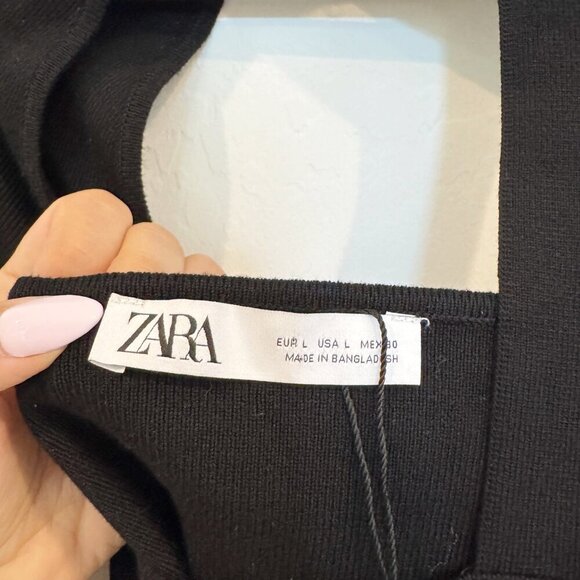 ZARA
EUR L USA L MEX 30
MADE IN BANGLADESH